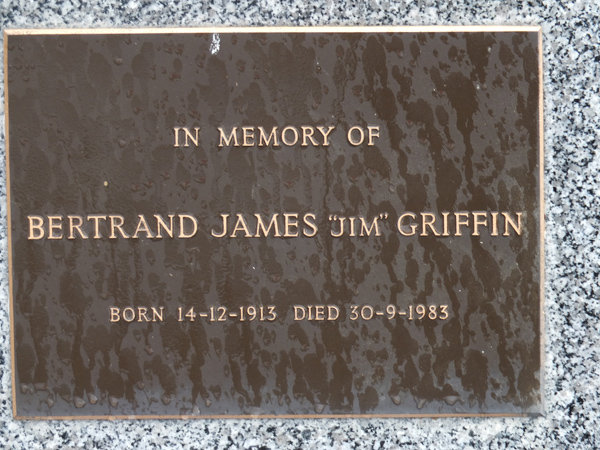 IN MEMORY OF
BERTRAND JAMES "JIM" GRIFFIN
BORN 14-12-1913 DIED 30-9-1983